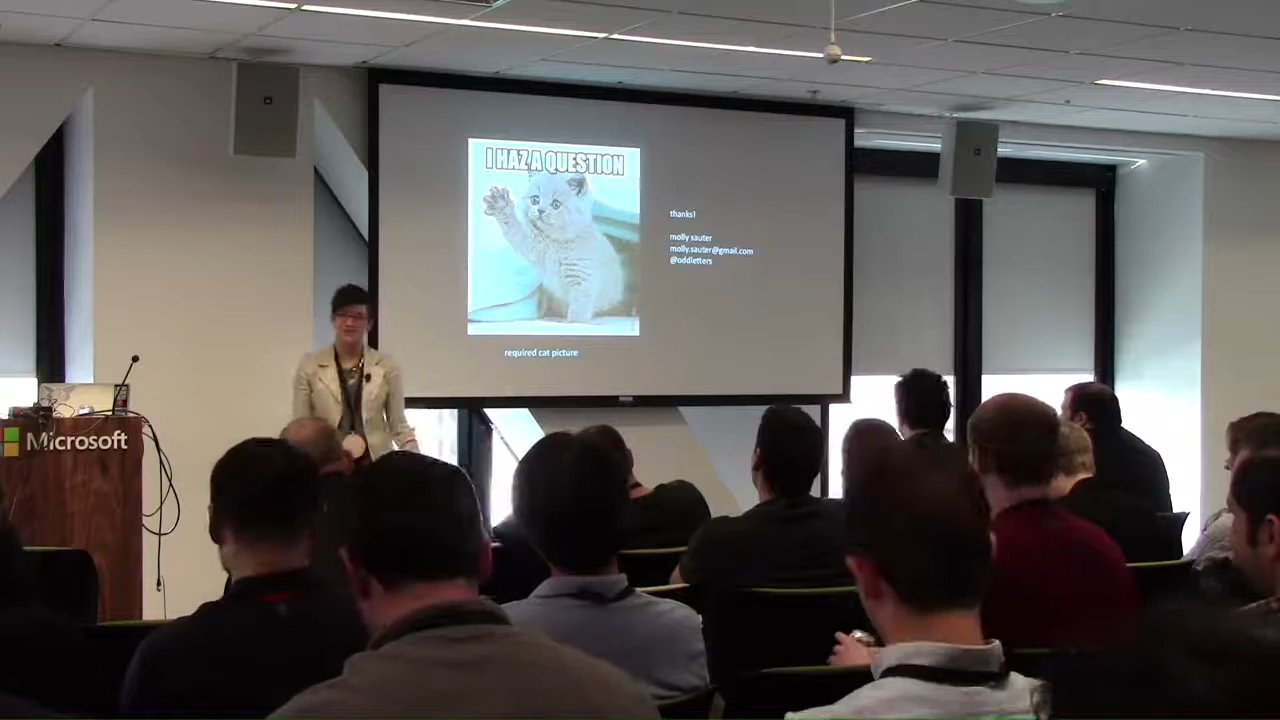 I HAZ A QUESTION
thanks!
molly sauter
molly.sauter@gmail.com
@oddletters
required cat picture
Microsoft